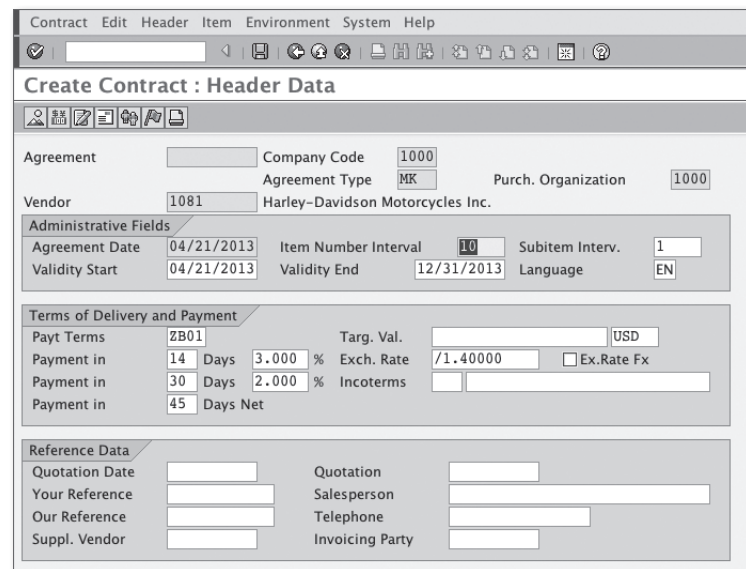 Contract Edit Header Item Environment System Help
Create Contract : Header Data
Agreement Company Code 1000
Agreement Type MK Purch. Organization 1000
Vendor 1081 Harley-Davidson Motorcycles Inc.
Administrative Fields
Agreement Date 04/21/2013 Item Number Interval 10 Subitem Interv. 1
Validity Start 04/21/2013 Validity End 12/31/2013 Language EN
Terms of Delivery and Payment
Payt Terms ZB01 Targ. Val. USD
Payment in 14 Days 3.000 % Exch. Rate /1.40000 Ex.Rate Fx
Payment in 30 Days 2.000 % Incoterms
Payment in 45 Days Net
Reference Data
Quotation Date Quotation
Your Reference Salesperson
Our Reference Telephone
Suppl. Vendor Invoicing Party